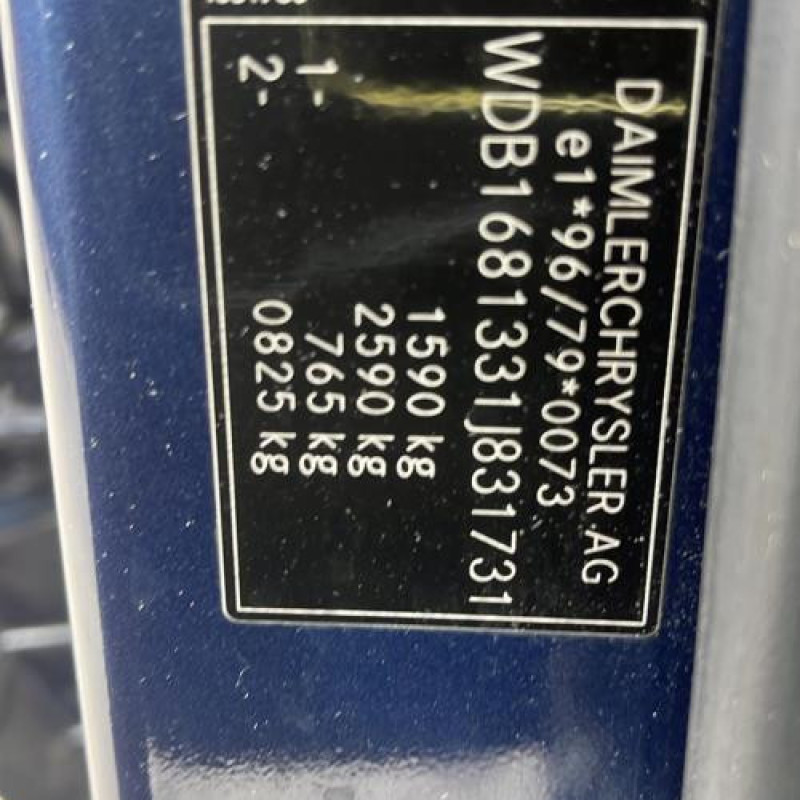 DAIMLERCHRYSLER AG
e1*96/79*0073
WDB1681331J831731
1590 kg
2590 kg
1- 765 kg
2- 0825 kg